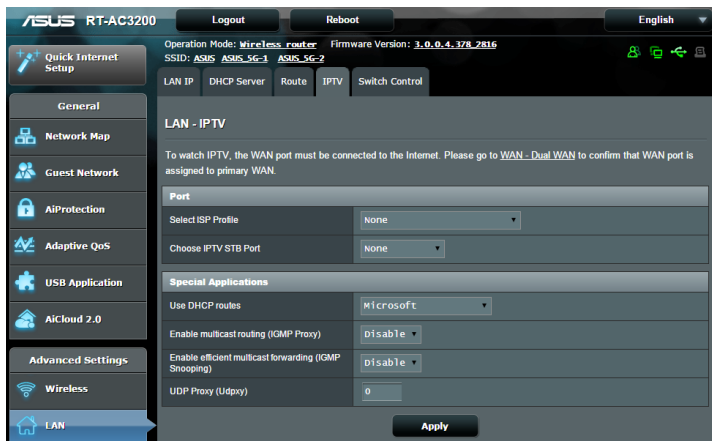 ASUS RT-AC3200 Logout Reboot English
Quick Internet Setup
Operation Mode: Wireless router Firmware Version: 3.0.0.4.378_2816
SSID: ASUS ASUS_5G-1 ASUS_5G-2
LAN IP DHCP Server Route IPTV Switch Control
General
Network Map
Guest Network
AiProtection
Adaptive QoS
USB Application
AiCloud 2.0
Advanced Settings
Wireless
LAN
LAN - IPTV
To watch IPTV, the WAN port must be connected to the Internet. Please go to WAN - Dual WAN to confirm that WAN port is
assigned to primary WAN.
Port
Select ISP Profile None
Choose IPTV STB Port None
Special Applications
Use DHCP routes Microsoft
Enable multicast routing (IGMP Proxy) Disable
Enable efficient multicast forwarding (IGMP
Snooping) Disable
UDP Proxy (Udpxy) 0
Apply